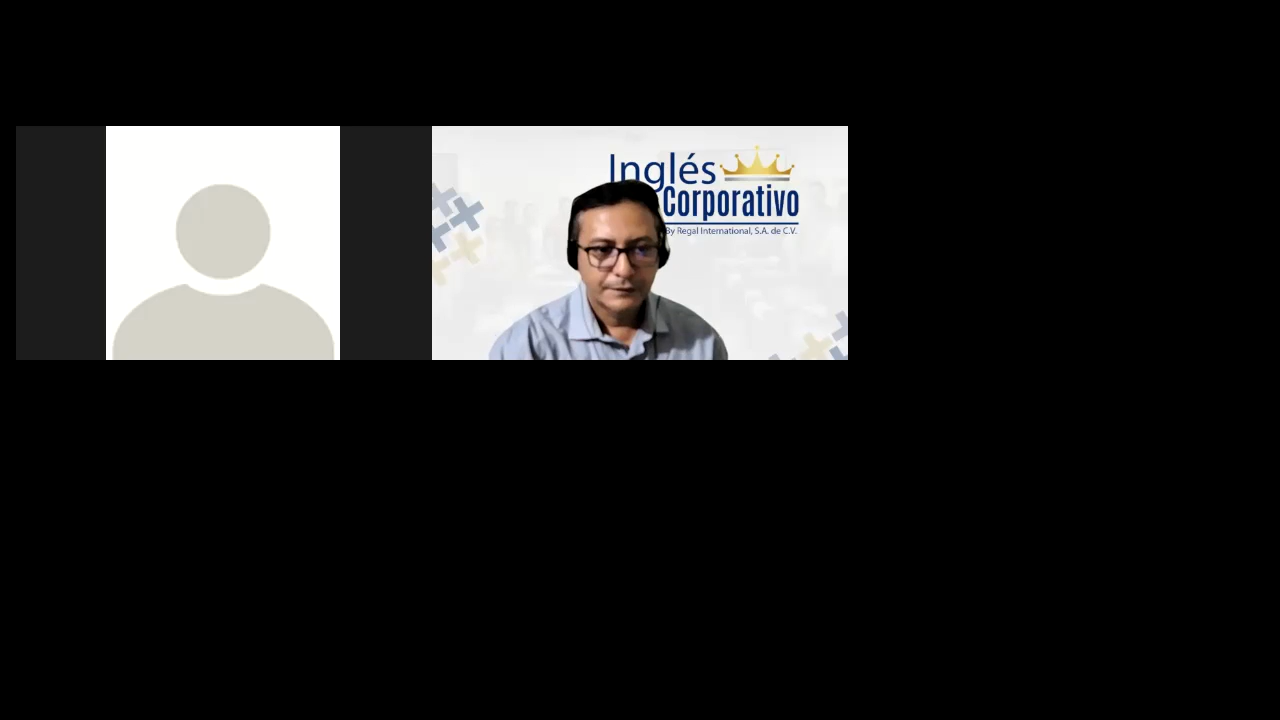 Inglés
Corporativo
By Regal International, S.A. de C.V.